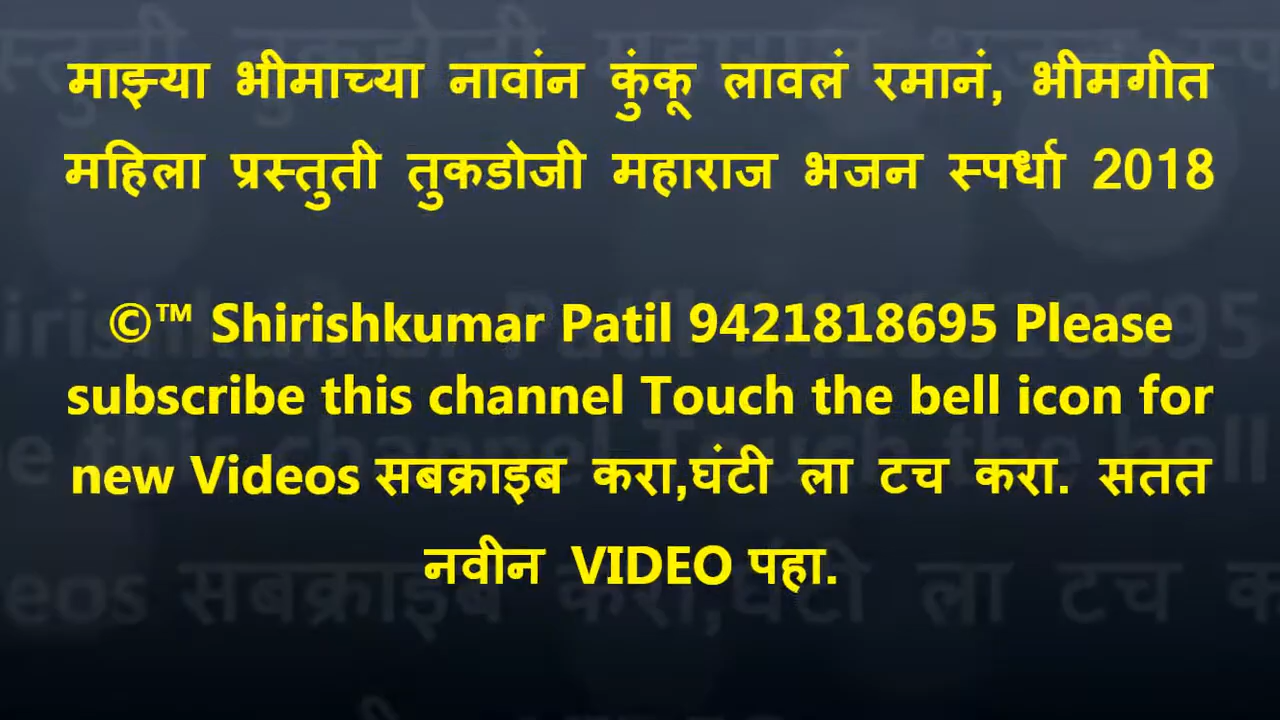 माझ्या भीमाच्या नावांन कुंकू लावलं रमानं, भीमगीत
महिला प्रस्तुती तुकडोजी महाराज भजन स्पर्धा 2018
©™ Shirishkumar Patil 9421818695 Please
subscribe this channel Touch the bell icon for
new Videos सबक्राइब करा,घंटी ला टच करा. सतत
नवीन VIDEO पहा.